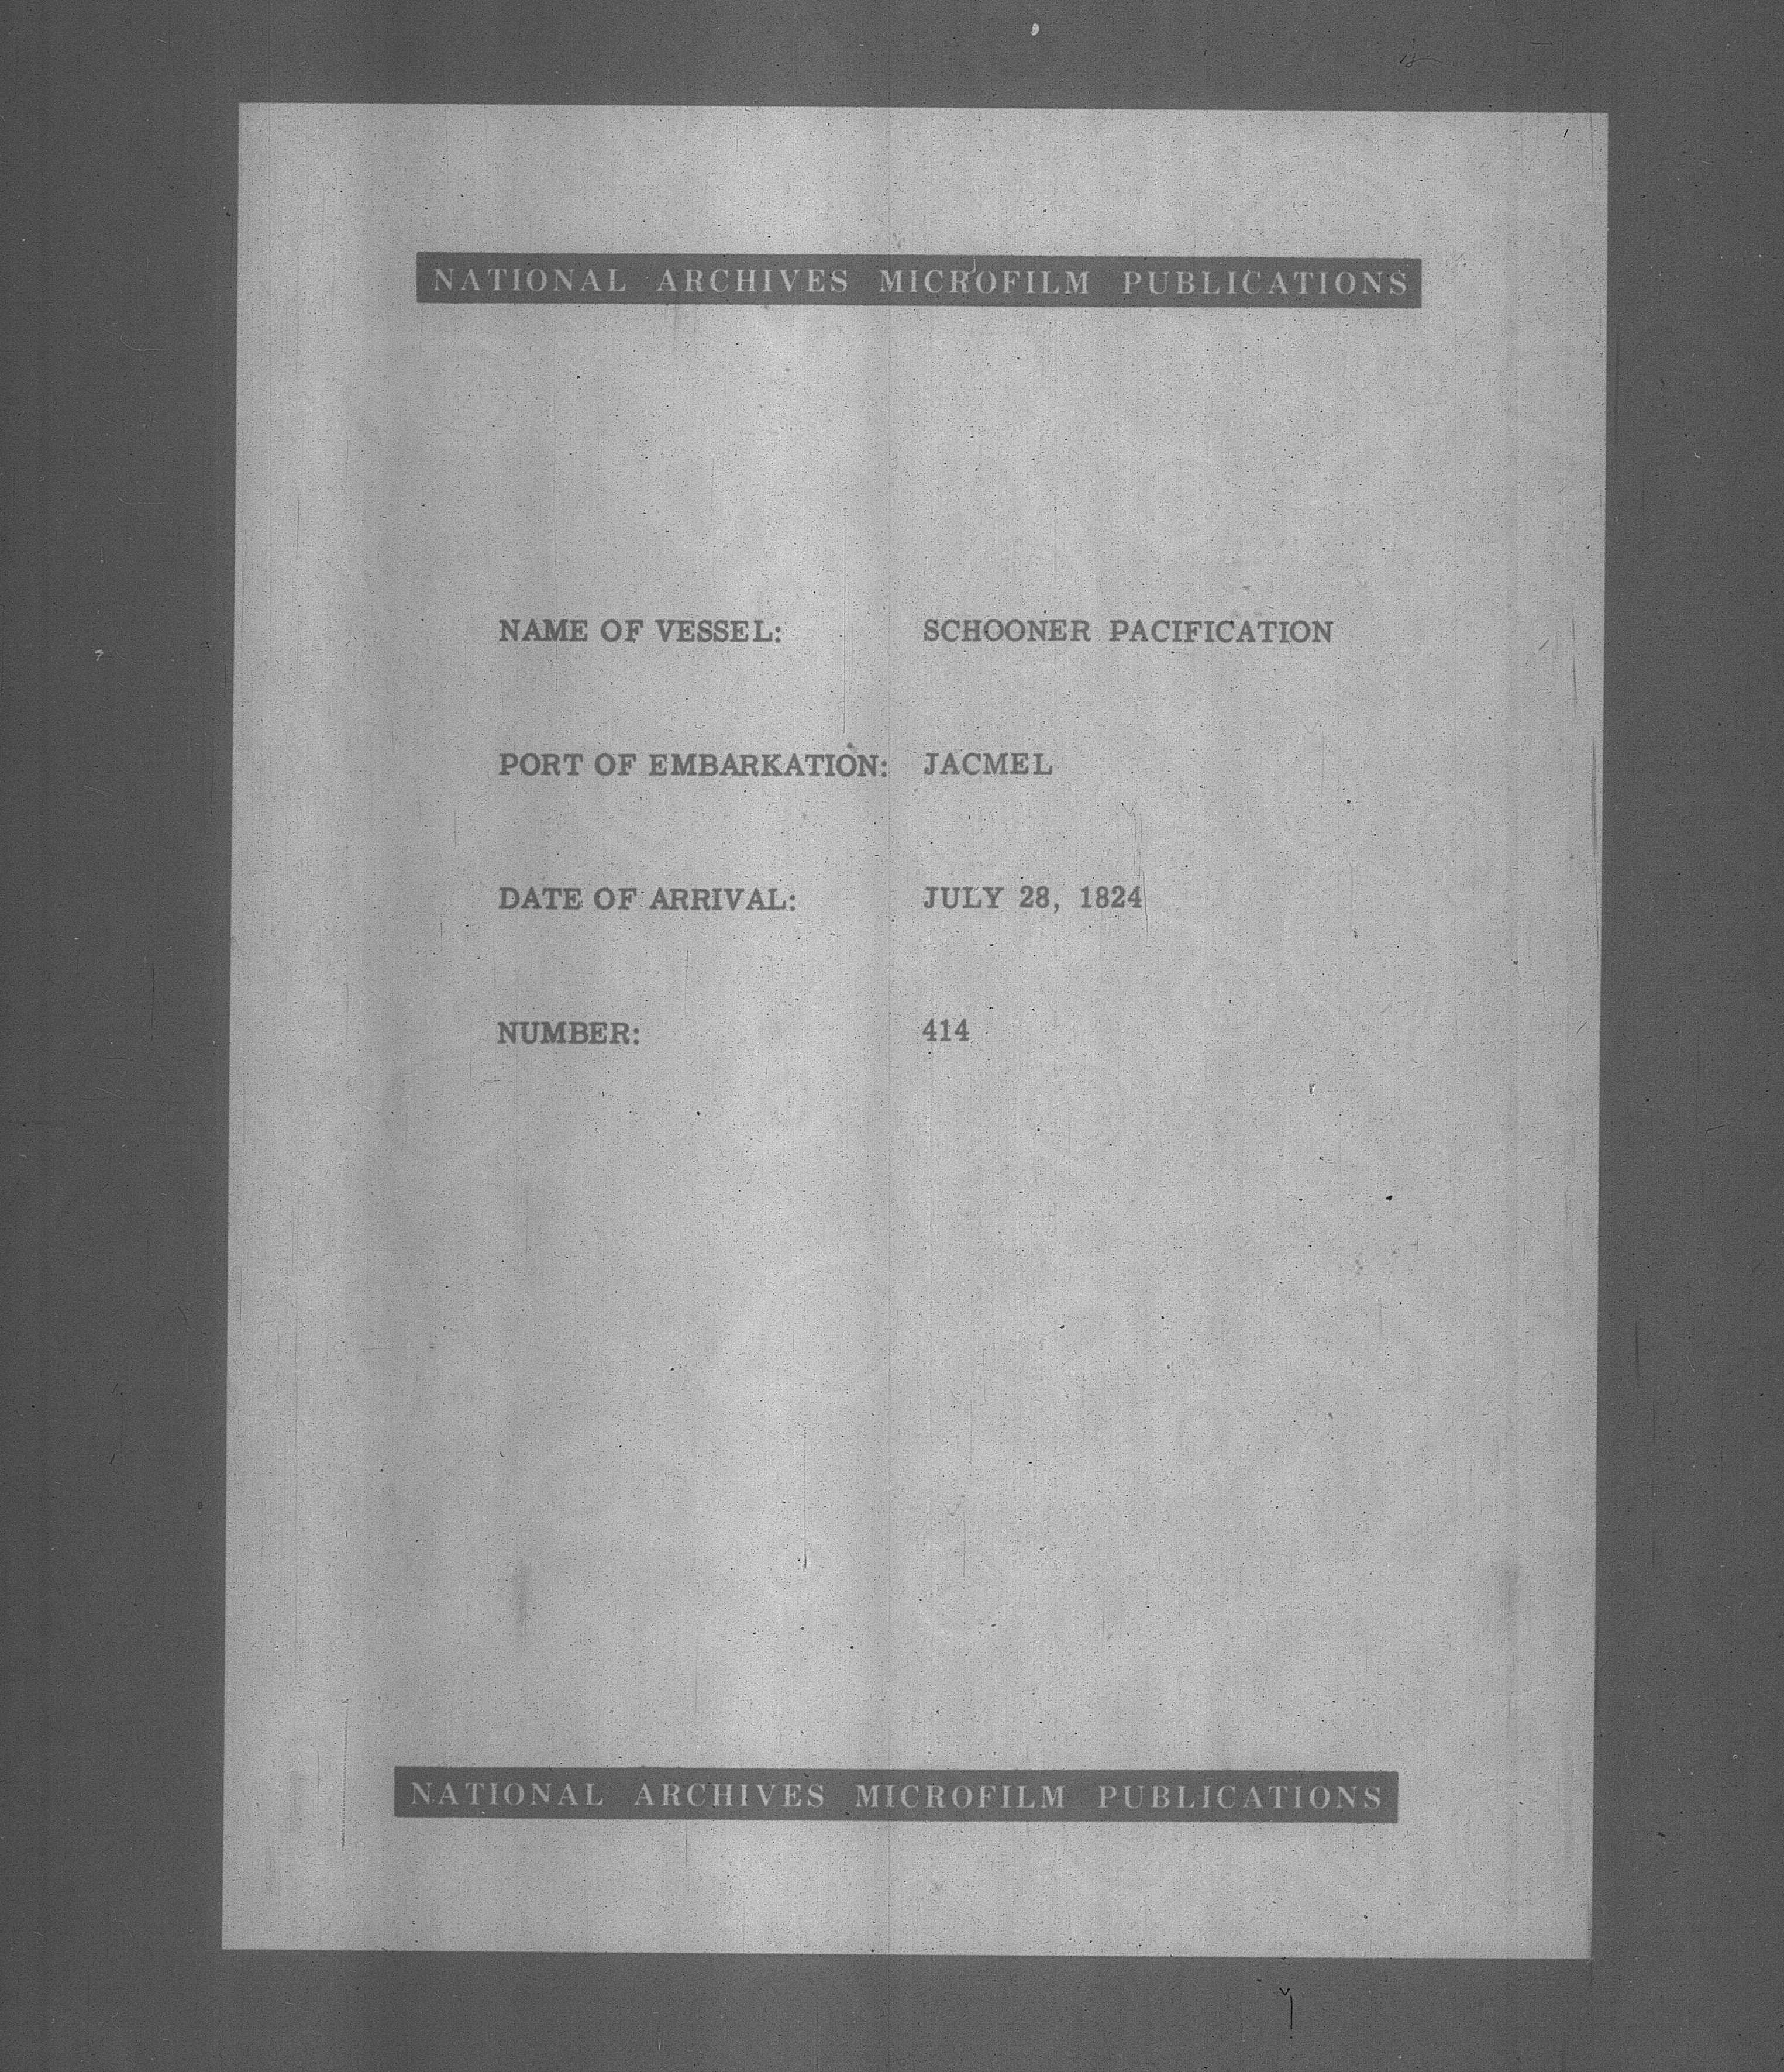 NATIONAL ARCHIVES MICROFILM PUBLICATIONS
NAME OF VESSEL: SCHOONER PACIFICATION
PORT OF EMBARKATION: JACMEL
DATE OF ARRIVAL: JULY 28, 1824
NUMBER: 414
NATIONAL ARCHIVES MICROFILM PUBLICATIONS